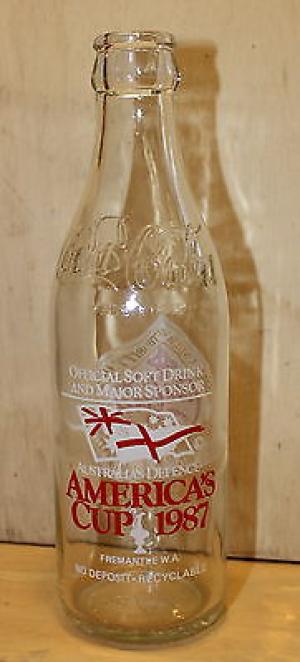 OFFICIAL SOFT DRINK
AND MAJOR SPONSOR
AUSTRALIA'S DEFENCE
AMERICA'S
CUP 1987
FREMANTLE W.A.
NO DEPOSIT-RECYCLABLE